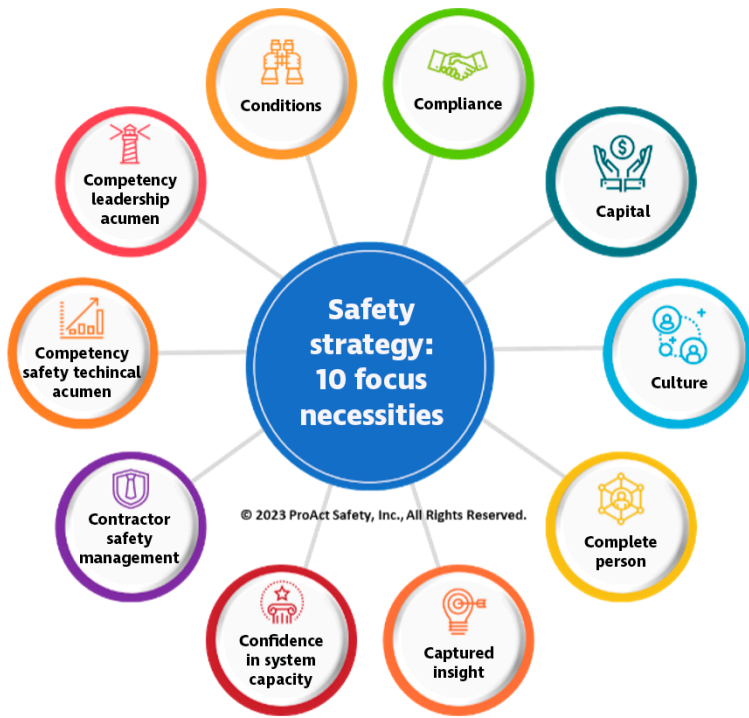 Conditions
Compliance
Competency
leadership
acumen
$
Capital
Safety
strategy:
10 focus
necessities
Competency
safety techincal
acumen
Culture
Contractor
safety
management
© 2023 ProAct Safety, Inc., All Rights Reserved.
Complete
person
Confidence
in system
capacity
Captured
insight